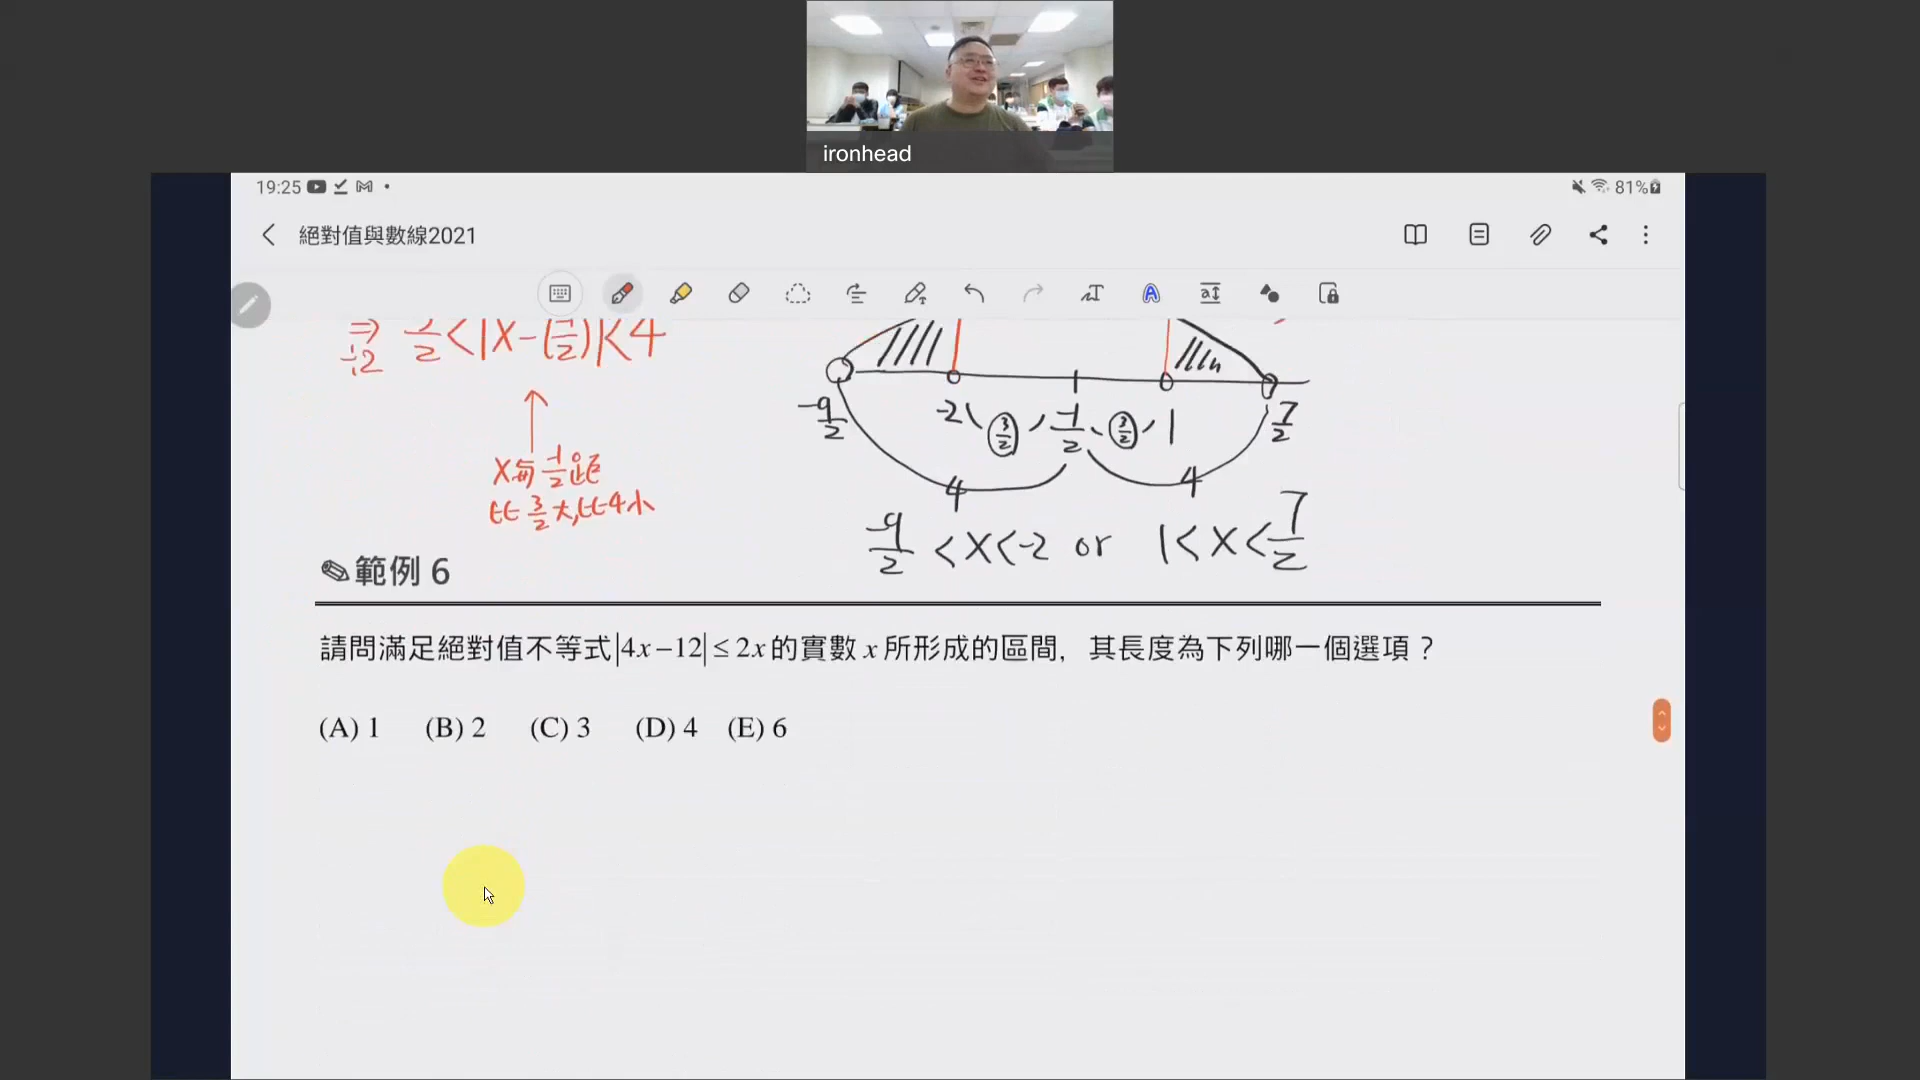 ironhead
19:25
81%
絕對值與數線2021
<|X-(-1/2)|<4
÷2
-9/2 -2 3/2 -1/2 3/2 1 7/2
4 4
X與-1/2距
比3/2大,比4小
-9/2 <X<-2 or 1<X<7/2
範例 6
請問滿足絕對值不等式|4x−12|≤2x的實數 x 所形成的區間，其長度為下列哪一個選項？
(A) 1 (B) 2 (C) 3 (D) 4 (E) 6